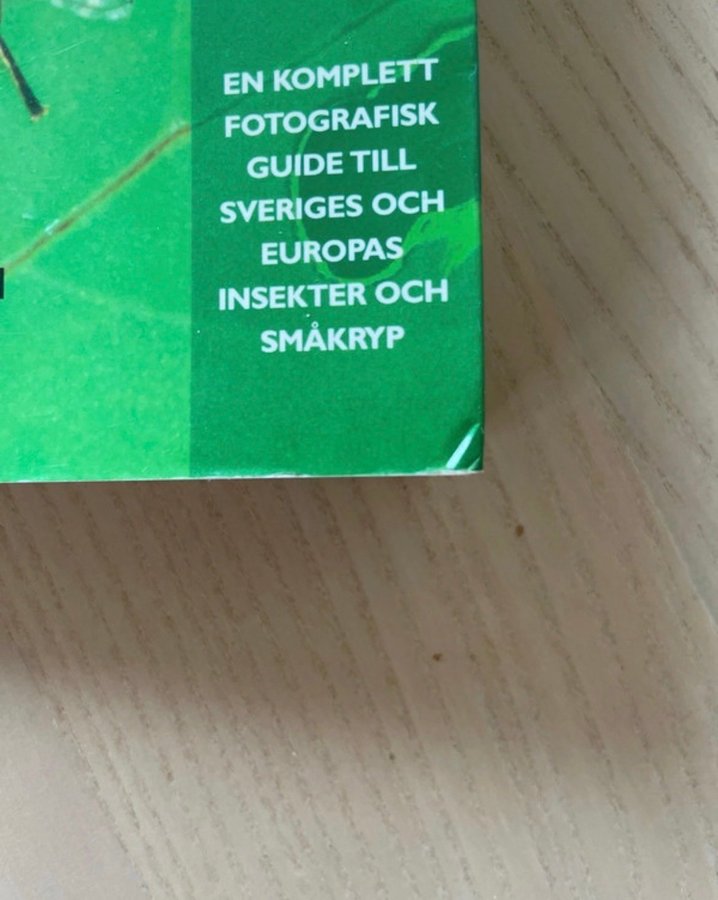 EN KOMPLETT
FOTOGRAFISK
GUIDE TILL
SVERIGES OCH
EUROPAS
INSEKTER OCH
SMÅKRYP